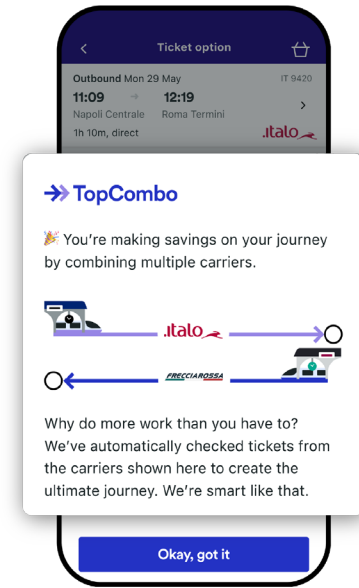 Ticket option
Outbound Mon 29 May IT 9420
11:09 → 12:19
Napoli Centrale Roma Termini
1h 10m, direct .italo
TopCombo
🎉 You're making savings on your journey
by combining multiple carriers.
.italo
FRECCIAROSSA
Why do more work than you have to?
We've automatically checked tickets from
the carriers shown here to create the
ultimate journey. We're smart like that.
Okay, got it